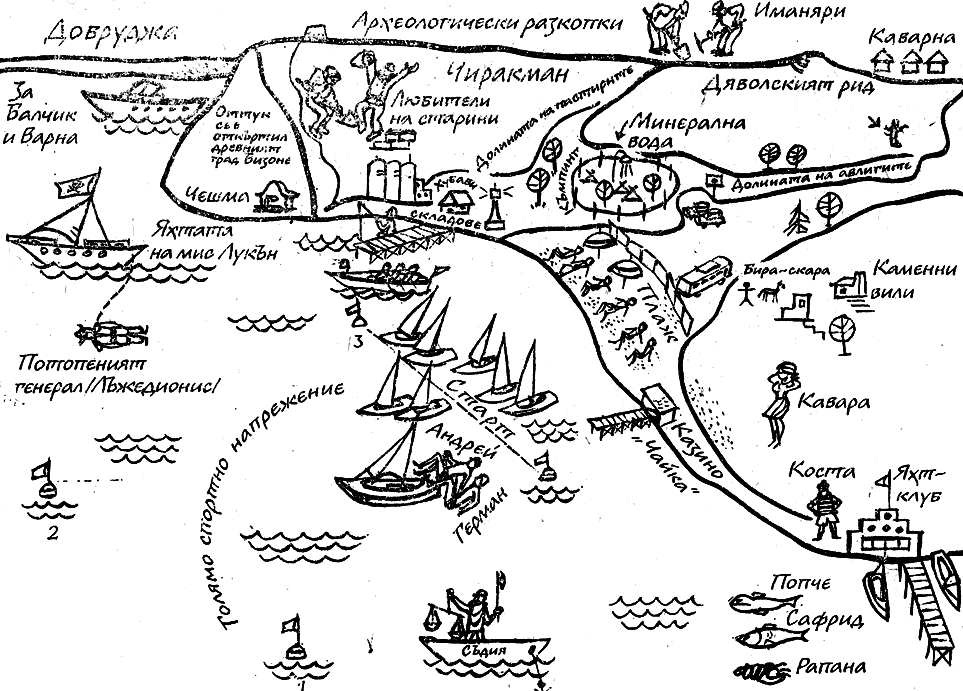 Добруджа
Археологически разкопки
Иманяри
Каварна
За
Балчик
и Варна
Оттук
се е
откъртил
древният
град Бизоне
Чиракман
Любители
на старини
Долината на пастирите
Дяволският рид
Минерална
вода
Къмпинг
Долината на авлигите
Чешма
Хубави
складове
Яхтата
на мис Лукън
Плаж
Бира-скара
Каменни
вили
Потопеният
генерал /Лъжедионис/
3
Старт
Андрей
Герман
Голямо спортно напрежение
Казино
"Чайка"
Кавара
Коста
Яхт-
клуб
2
1
Съдия
Попче
Сафрид
Рапана